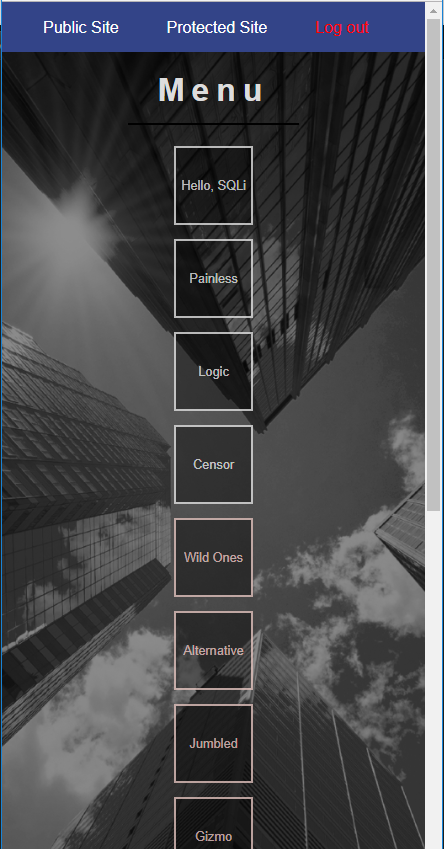 Public Site Protected Site Log out
Menu
Hello, SQLi
Painless
Logic
Censor
Wild Ones
Alternative
Jumbled
Gizmo